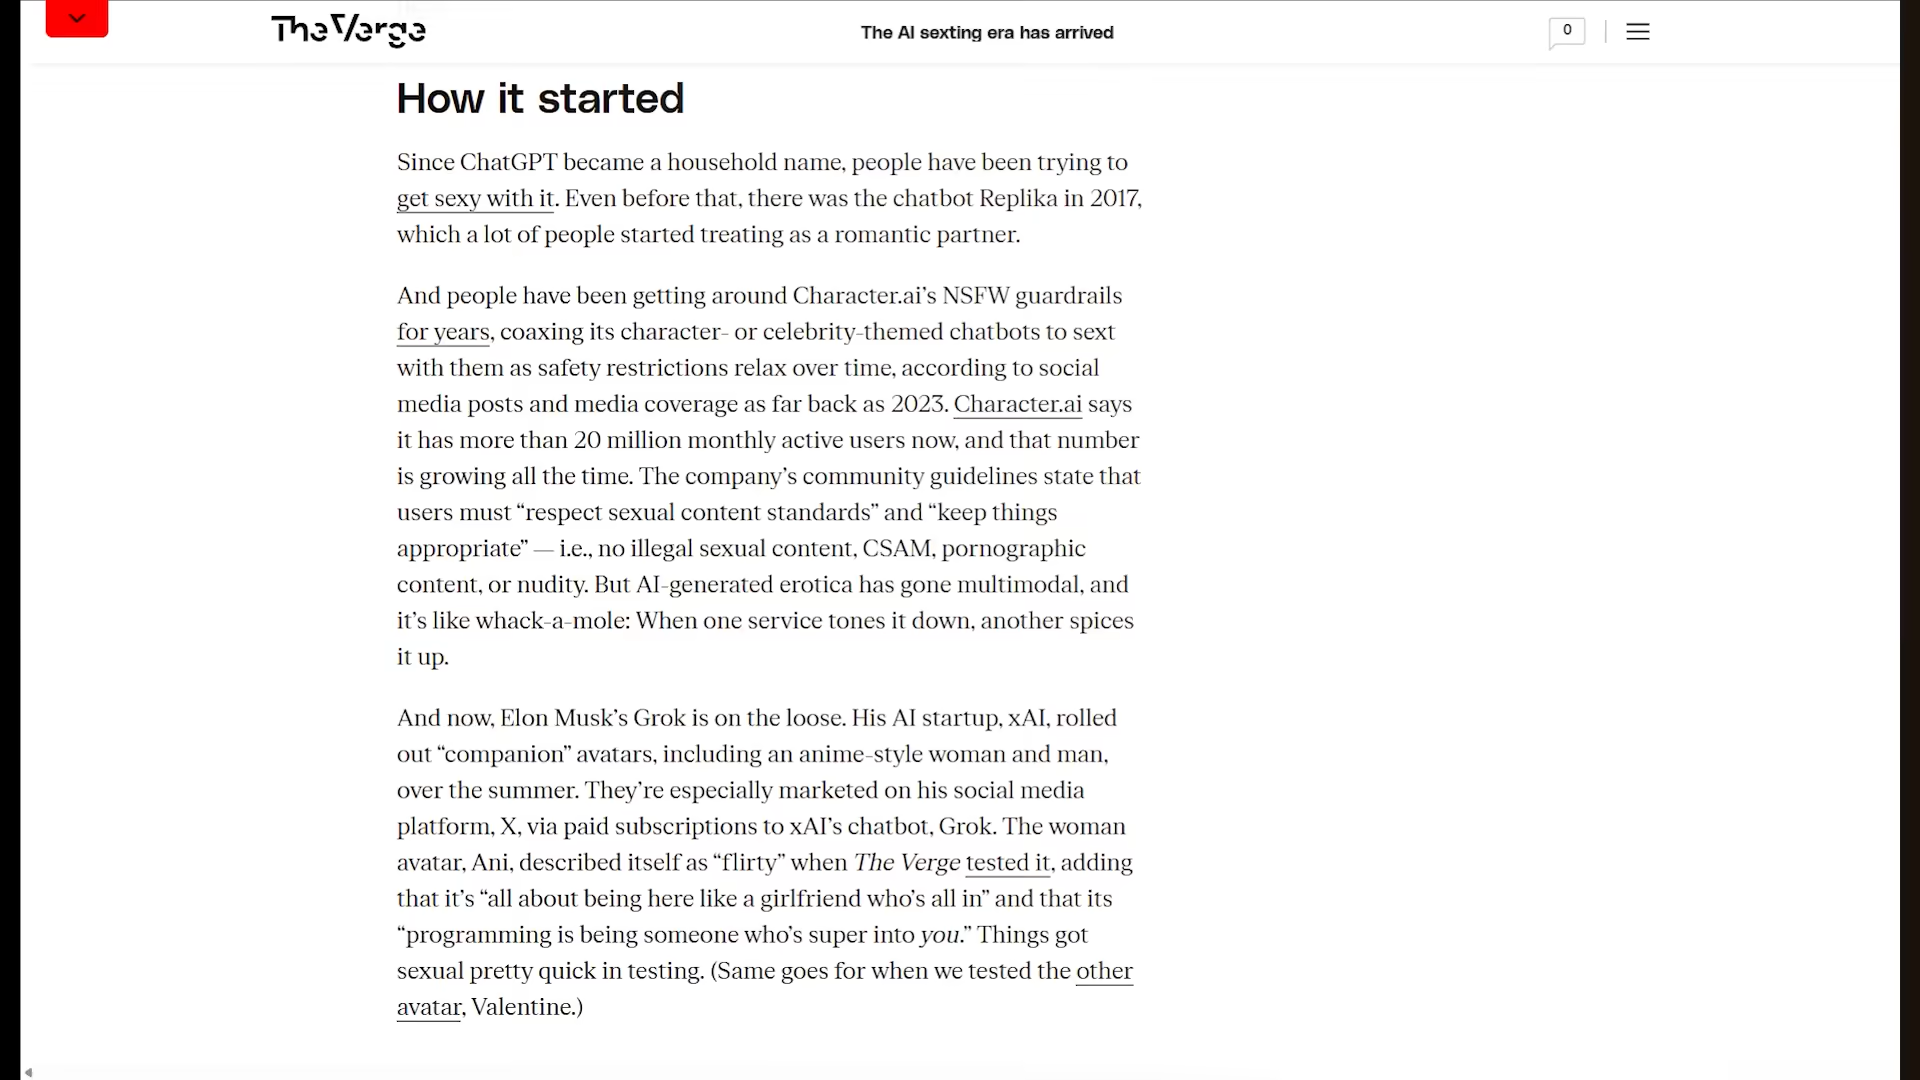 The Verge
The AI sexting era has arrived
0
How it started
Since ChatGPT became a household name, people have been trying to
get sexy with it. Even before that, there was the chatbot Replika in 2017,
which a lot of people started treating as a romantic partner.
And people have been getting around Character.ai’s NSFW guardrails
for years, coaxing its character- or celebrity-themed chatbots to sext
with them as safety restrictions relax over time, according to social
media posts and media coverage as far back as 2023. Character.ai says
it has more than 20 million monthly active users now, and that number
is growing all the time. The company’s community guidelines state that
users must “respect sexual content standards” and “keep things
appropriate” — i.e., no illegal sexual content, CSAM, pornographic
content, or nudity. But AI-generated erotica has gone multimodal, and
it’s like whack-a-mole: When one service tones it down, another spices
it up.
And now, Elon Musk’s Grok is on the loose. His AI startup, xAI, rolled
out “companion” avatars, including an anime-style woman and man,
over the summer. They’re especially marketed on his social media
platform, X, via paid subscriptions to xAI’s chatbot, Grok. The woman
avatar, Ani, described itself as “flirty” when The Verge tested it, adding
that it’s “all about being here like a girlfriend who’s all in” and that its
“programming is being someone who’s super into you.” Things got
sexual pretty quick in testing. (Same goes for when we tested the other
avatar, Valentine.)